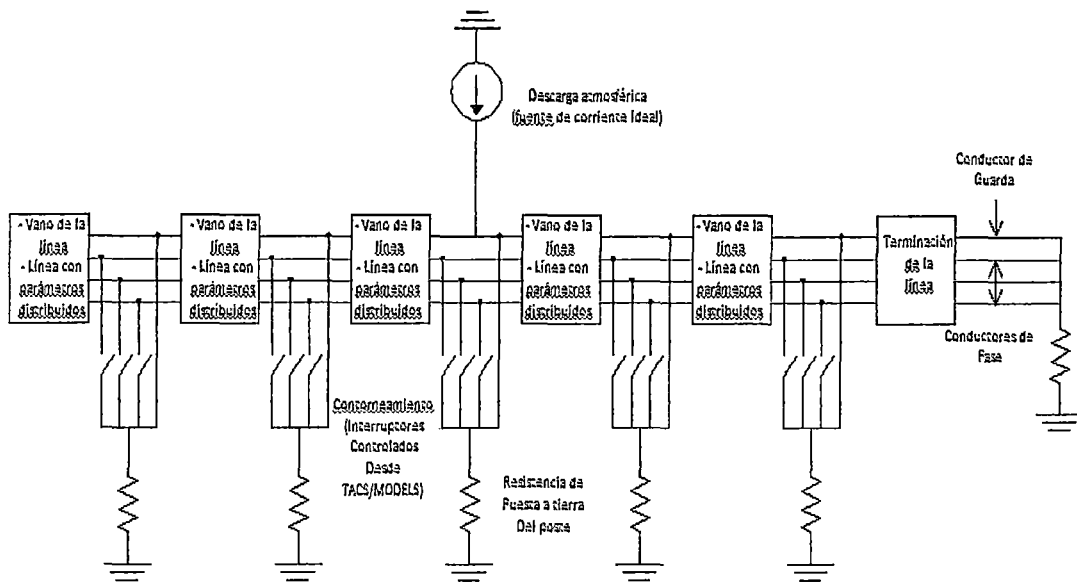 Descarga atmosférica
(fuente de corriente ideal)
Conductor de
Guarda
- Vano de la
línea
- Línea con
parámetros
distribuidos
- Vano de la
línea
- Línea con
parámetros
distribuidos
- Vano de la
línea
- Línea con
parámetros
distribuidos
- Vano de la
línea
- Línea con
parámetros
distribuidos
- Vano de la
línea
- Línea con
parámetros
distribuidos
Terminación
de la
línea
Conductores de
Fase
Contorneamiento
(Interruptores
Controlados
Desde
TACS/MODELS)
Resistencia de
Puesta a tierra
Del poste